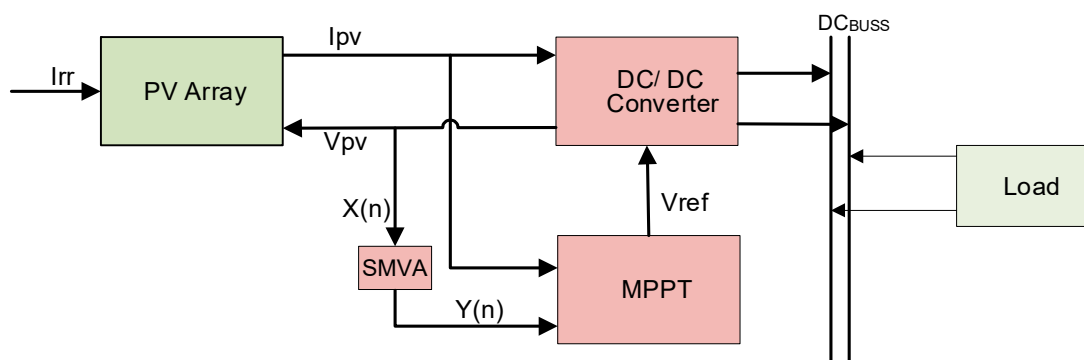 DCBUSS
Ipv
Irr
PV Array
DC/ DC
Converter
Vpv
Load
X(n)
Vref
SMVA
MPPT
Y(n)